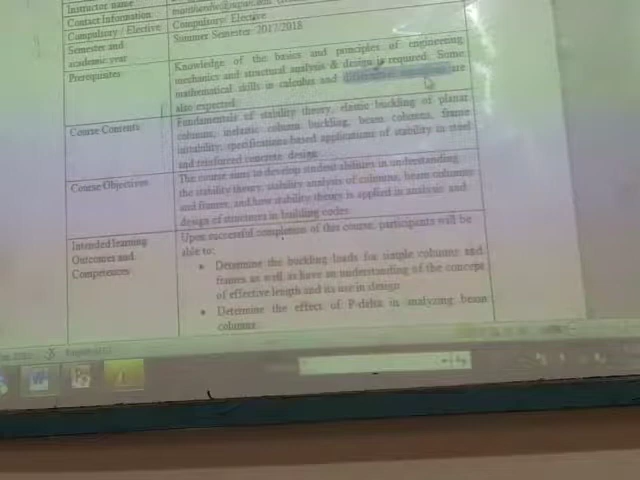 Instructor name
Contact Information
Compulsory / Elective Compulsory/ Elective
Semester and academic year Summer Semester: 2017/2018
Prerequisites Knowledge of the basics and principles of engineering
mechanics and structural analysis & design is required. Some
mathematical skills in calculus and are
also expected.
Course Contents Fundamentals of stability theory, elastic buckling of planar
columns, inelastic column buckling, beam columns, frame
instability, specifications-based applications of stability in steel
and reinforced concrete design.
Course Objectives The course aims to develop student abilities in understanding
the stability theory, stability analysis of columns, beam columns
and frames, and how stability theory is applied in analysis and
design of structures in building codes.
Intended learning Outcomes and Competences Upon successful completion of this course, participants will be
able to:
• Determine the buckling loads for simple columns and
frames as well as have an understanding of the concept
of effective length and its use in design
• Determine the effect of P-delta in analyzing beam
columns